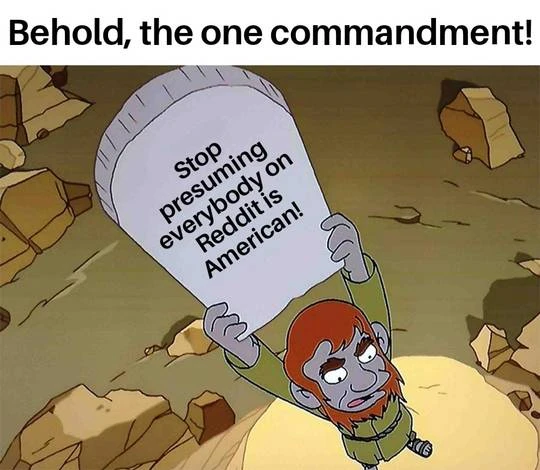 Behold, the one commandment!
Stop
presuming
everybody on
Reddit is
American!